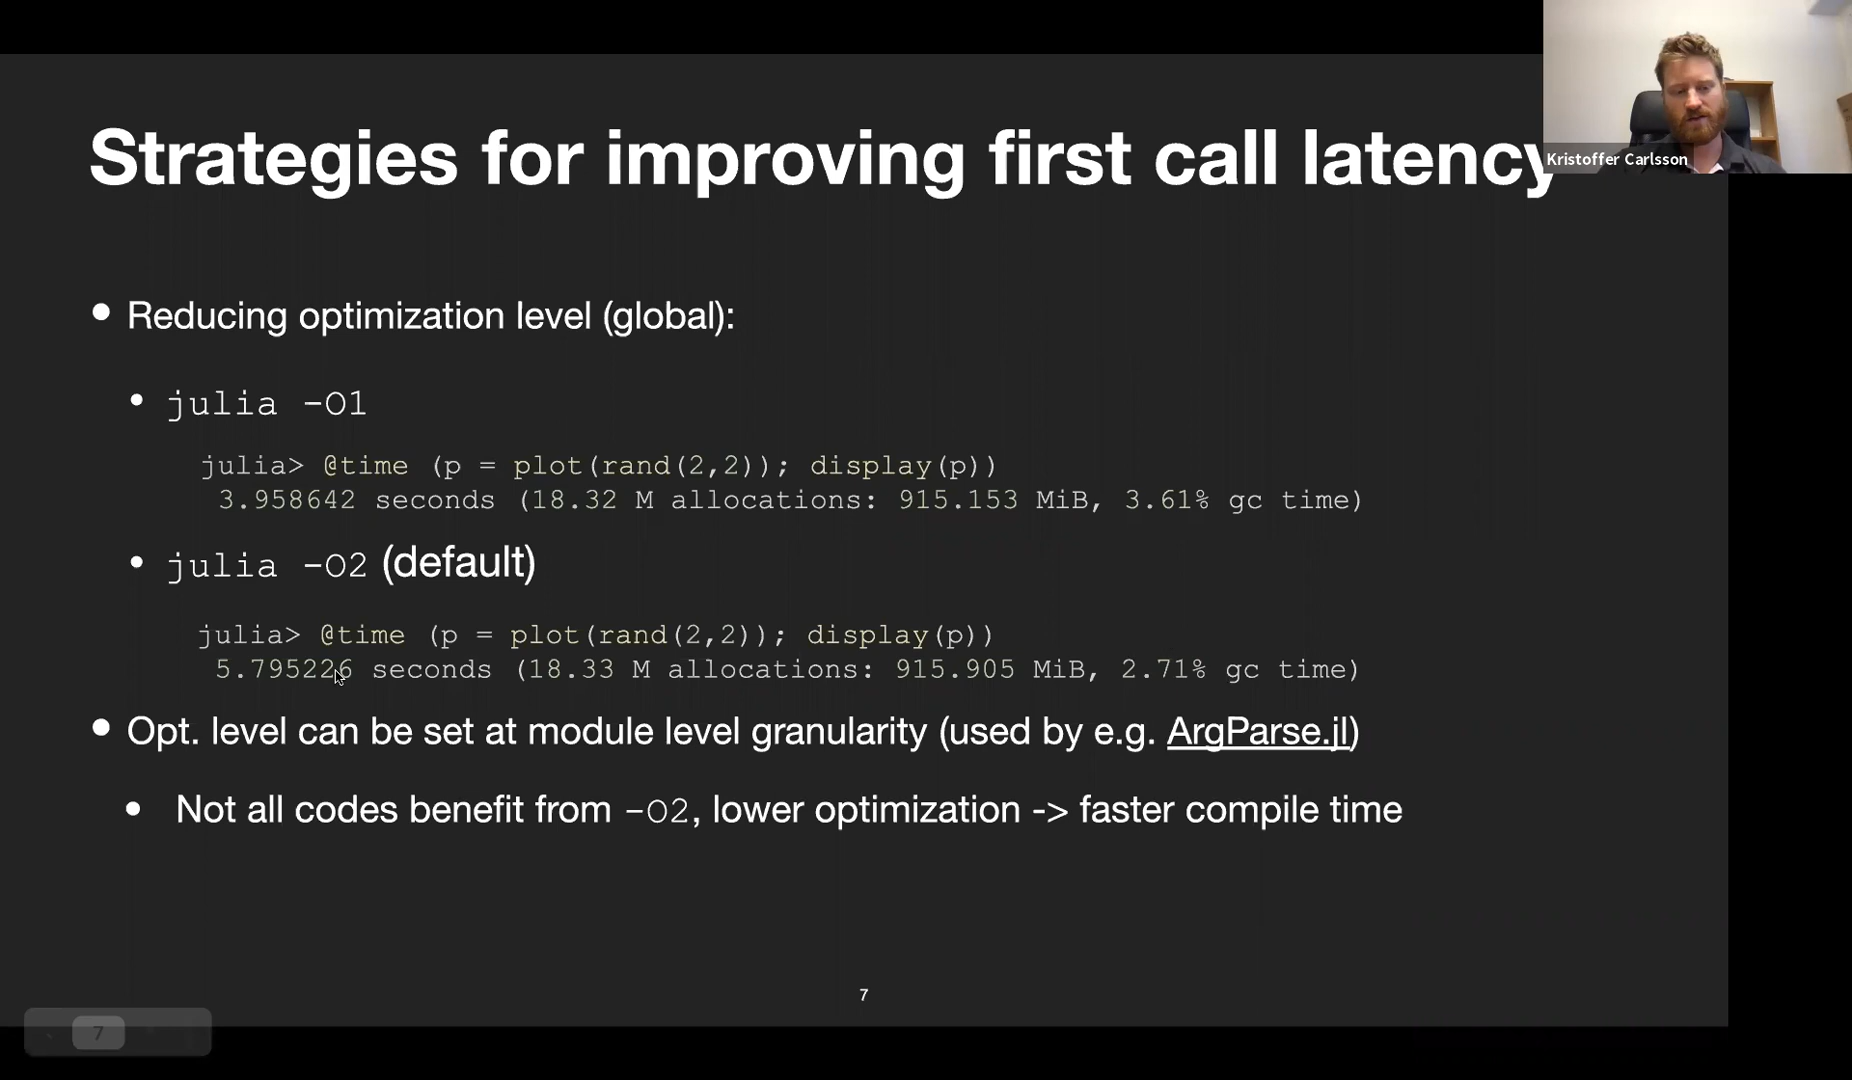 Kristoffer Carlsson
Strategies for improving first call latency
Reducing optimization level (global):
julia -O1
julia> @time (p = plot(rand(2,2)); display(p))
3.958642 seconds (18.32 M allocations: 915.153 MiB, 3.61% gc time)
julia -O2 (default)
julia> @time (p = plot(rand(2,2)); display(p))
5.795226 seconds (18.33 M allocations: 915.905 MiB, 2.71% gc time)
Opt. level can be set at module level granularity (used by e.g. ArgParse.jl)
Not all codes benefit from -O2, lower optimization -> faster compile time
7
7